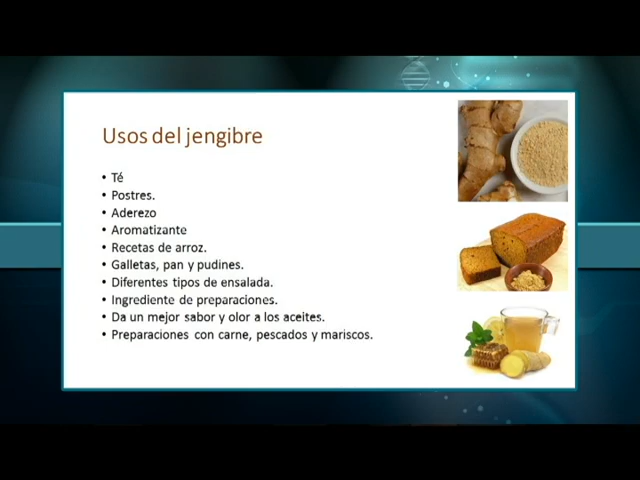 Usos del jengibre
• Té
• Postres.
• Aderezo
• Aromatizante
• Recetas de arroz.
• Galletas, pan y pudines.
• Diferentes tipos de ensalada.
• Ingrediente de preparaciones.
• Da un mejor sabor y olor a los aceites.
• Preparaciones con carne, pescados y mariscos.